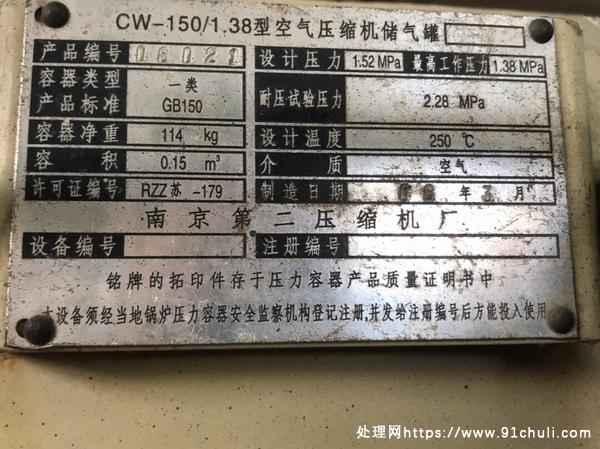 CW-150/1.38型空气压缩机储气罐
产品编号 06021 设计压力 1.52 MPa 最高工作压力 1.38 MPa
容器类型 一类
产品标准 GB150 耐压试验压力 2.28 MPa
容器净重 114 kg 设计温度 250 ℃
容积 0.15 m³ 介质 空气
许可证编号 RZZ 苏 -179 制造日期 年 3 月
南京第二压缩机厂
设备编号 注册编号
铭牌的拓印件存于压力容器产品质量证明书中
本设备须经当地锅炉压力容器安全监察机构登记注册,并发给注册编号后方能投入使用
处理网https://www.91chuli.com/